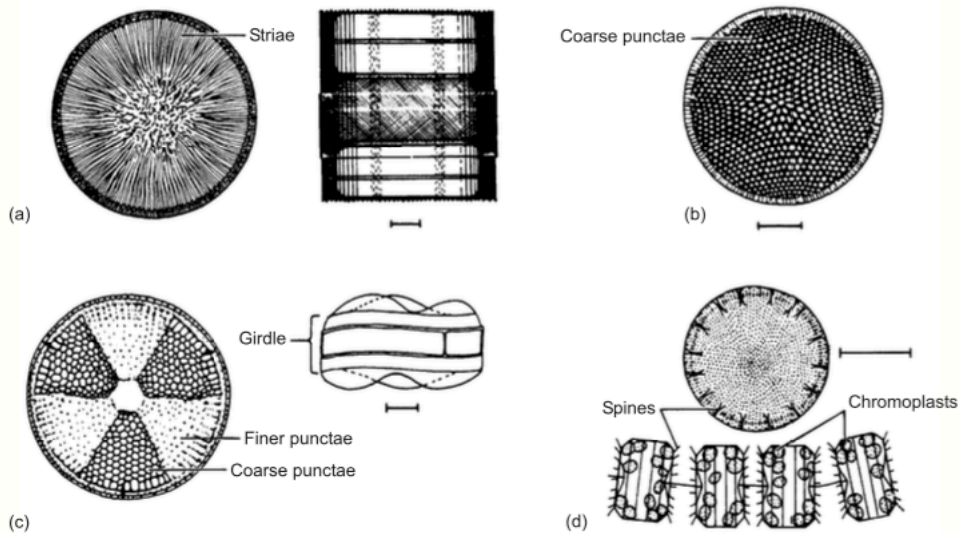 Striae
Coarse punctae
(a)
(b)
Girdle
Finer punctae
Coarse punctae
Spines
Chromoplasts
(c)
(d)